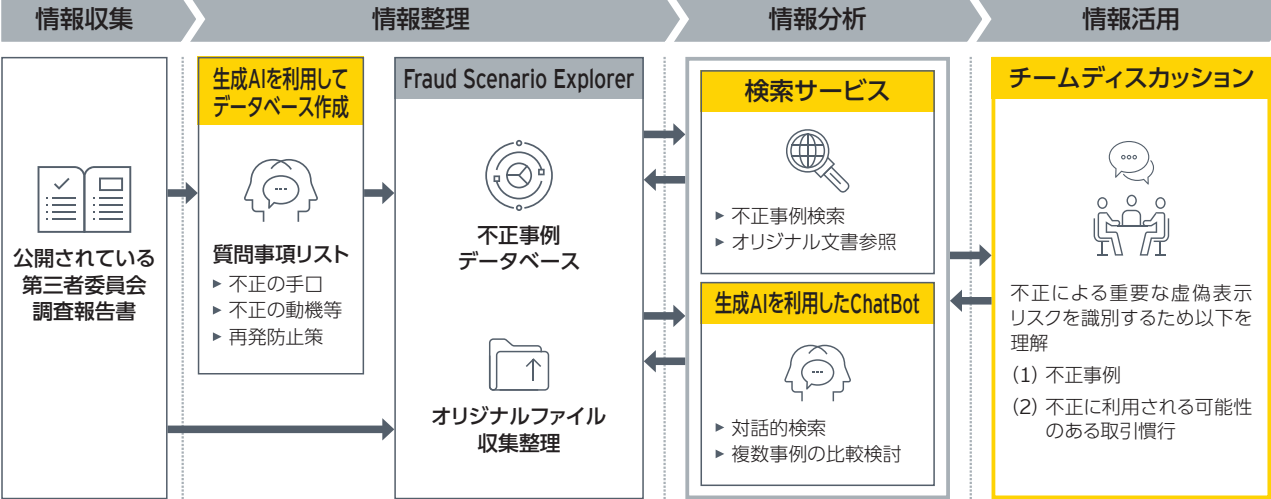 情報収集
情報整理
情報分析
情報活用
公開されている
第三者委員会
調査報告書
生成AIを利用して
データベース作成
質問事項リスト
▶ 不正の手口
▶ 不正の動機等
▶ 再発防止策
Fraud Scenario Explorer
不正事例
データベース
オリジナルファイル
収集整理
検索サービス
▶ 不正事例検索
▶ オリジナル文書参照
生成AIを利用したChatBot
▶ 対話的検索
▶ 複数事例の比較検討
チームディスカッション
不正による重要な虚偽表示
リスクを識別するため以下を
理解
(1) 不正事例
(2) 不正に利用される可能性
のある取引慣行